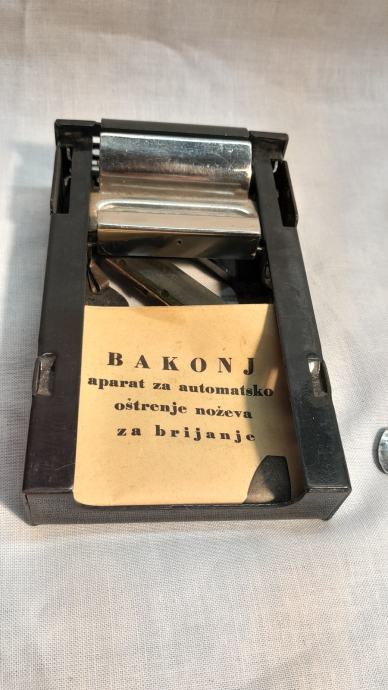 BAKONJ
aparat za automatsko
oštrenje noževa
za brijanje